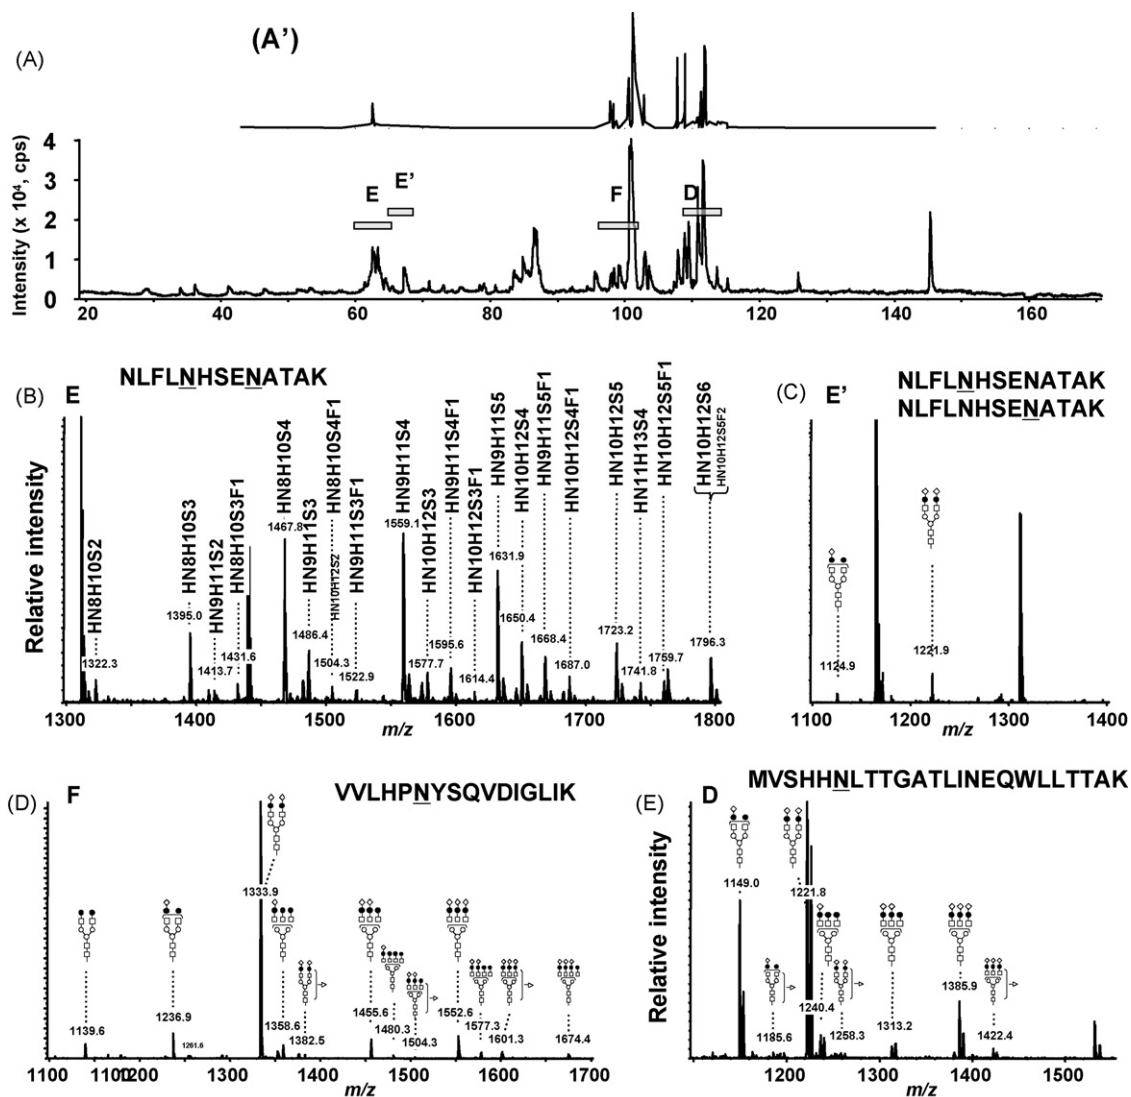 (A)
(A’)
Intensity (x 10⁴, cps)
4
3
2
1
0
E
E’
F
D
20
40
60
80
100
120
140
160
(B)
E
NLFLNHSENATAK
Relative intensity
HN8H10S2
1322.3
HN8H10S3
1395.0
HN9H11S2
1413.7
HN8H10S3F1
1431.6
HN8H10S4
1467.8
HN9H11S3
1486.4
HN8H10S4F1
HN10H12S2
1504.3
HN9H11S3F1
1522.9
HN9H11S4
1559.1
HN10H12S3
1577.7
HN9H11S4F1
1595.6
HN10H12S3F1
1614.4
HN9H11S5
1631.9
HN10H12S4
1650.4
HN9H11S5F1
1668.4
HN10H12S4F1
1687.0
HN10H12S5
1723.2
HN11H13S4
1741.8
HN10H12S5F1
1759.7
HN10H12S6
HN10H12S5F2
1796.3
1300
1400
1500
1600
1700
1800
m/z
(C)
E’
NLFLNHSENATAK
NLFLNHSENATAK
1124.9
1221.9
1100
1200
1300
1400
m/z
(D)
F
VVLHPNYSQVDIGLIK
1139.6
1236.9
1261.6
1333.9
1358.6
1382.5
1455.6
1480.3
1504.3
1552.6
1577.3
1601.3
1674.4
1100
1200
1300
1400
1500
1600
1700
m/z
(E)
D
MVSHHNLTTGATLINEQWLLTTAK
Relative intensity
1149.0
1185.6
1221.8
1240.4
1258.3
1313.2
1385.9
1422.4
1200
1300
1400
1500
m/z